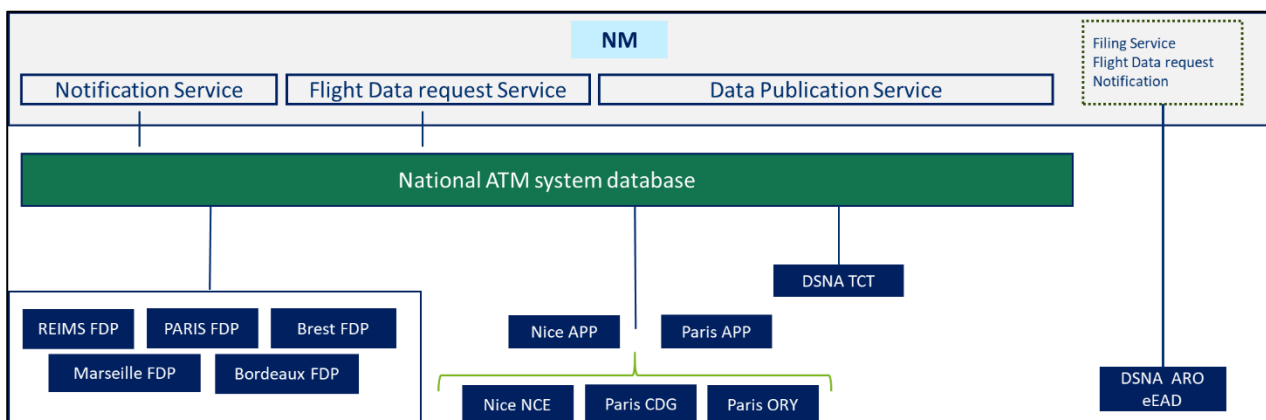 NM
Filing Service
Flight Data request
Notification
Notification Service
Flight Data request Service
Data Publication Service
National ATM system database
DSNA TCT
REIMS FDP
PARIS FDP
Brest FDP
Nice APP
Paris APP
Marseille FDP
Bordeaux FDP
DSNA ARO
eEAD
Nice NCE
Paris CDG
Paris ORY